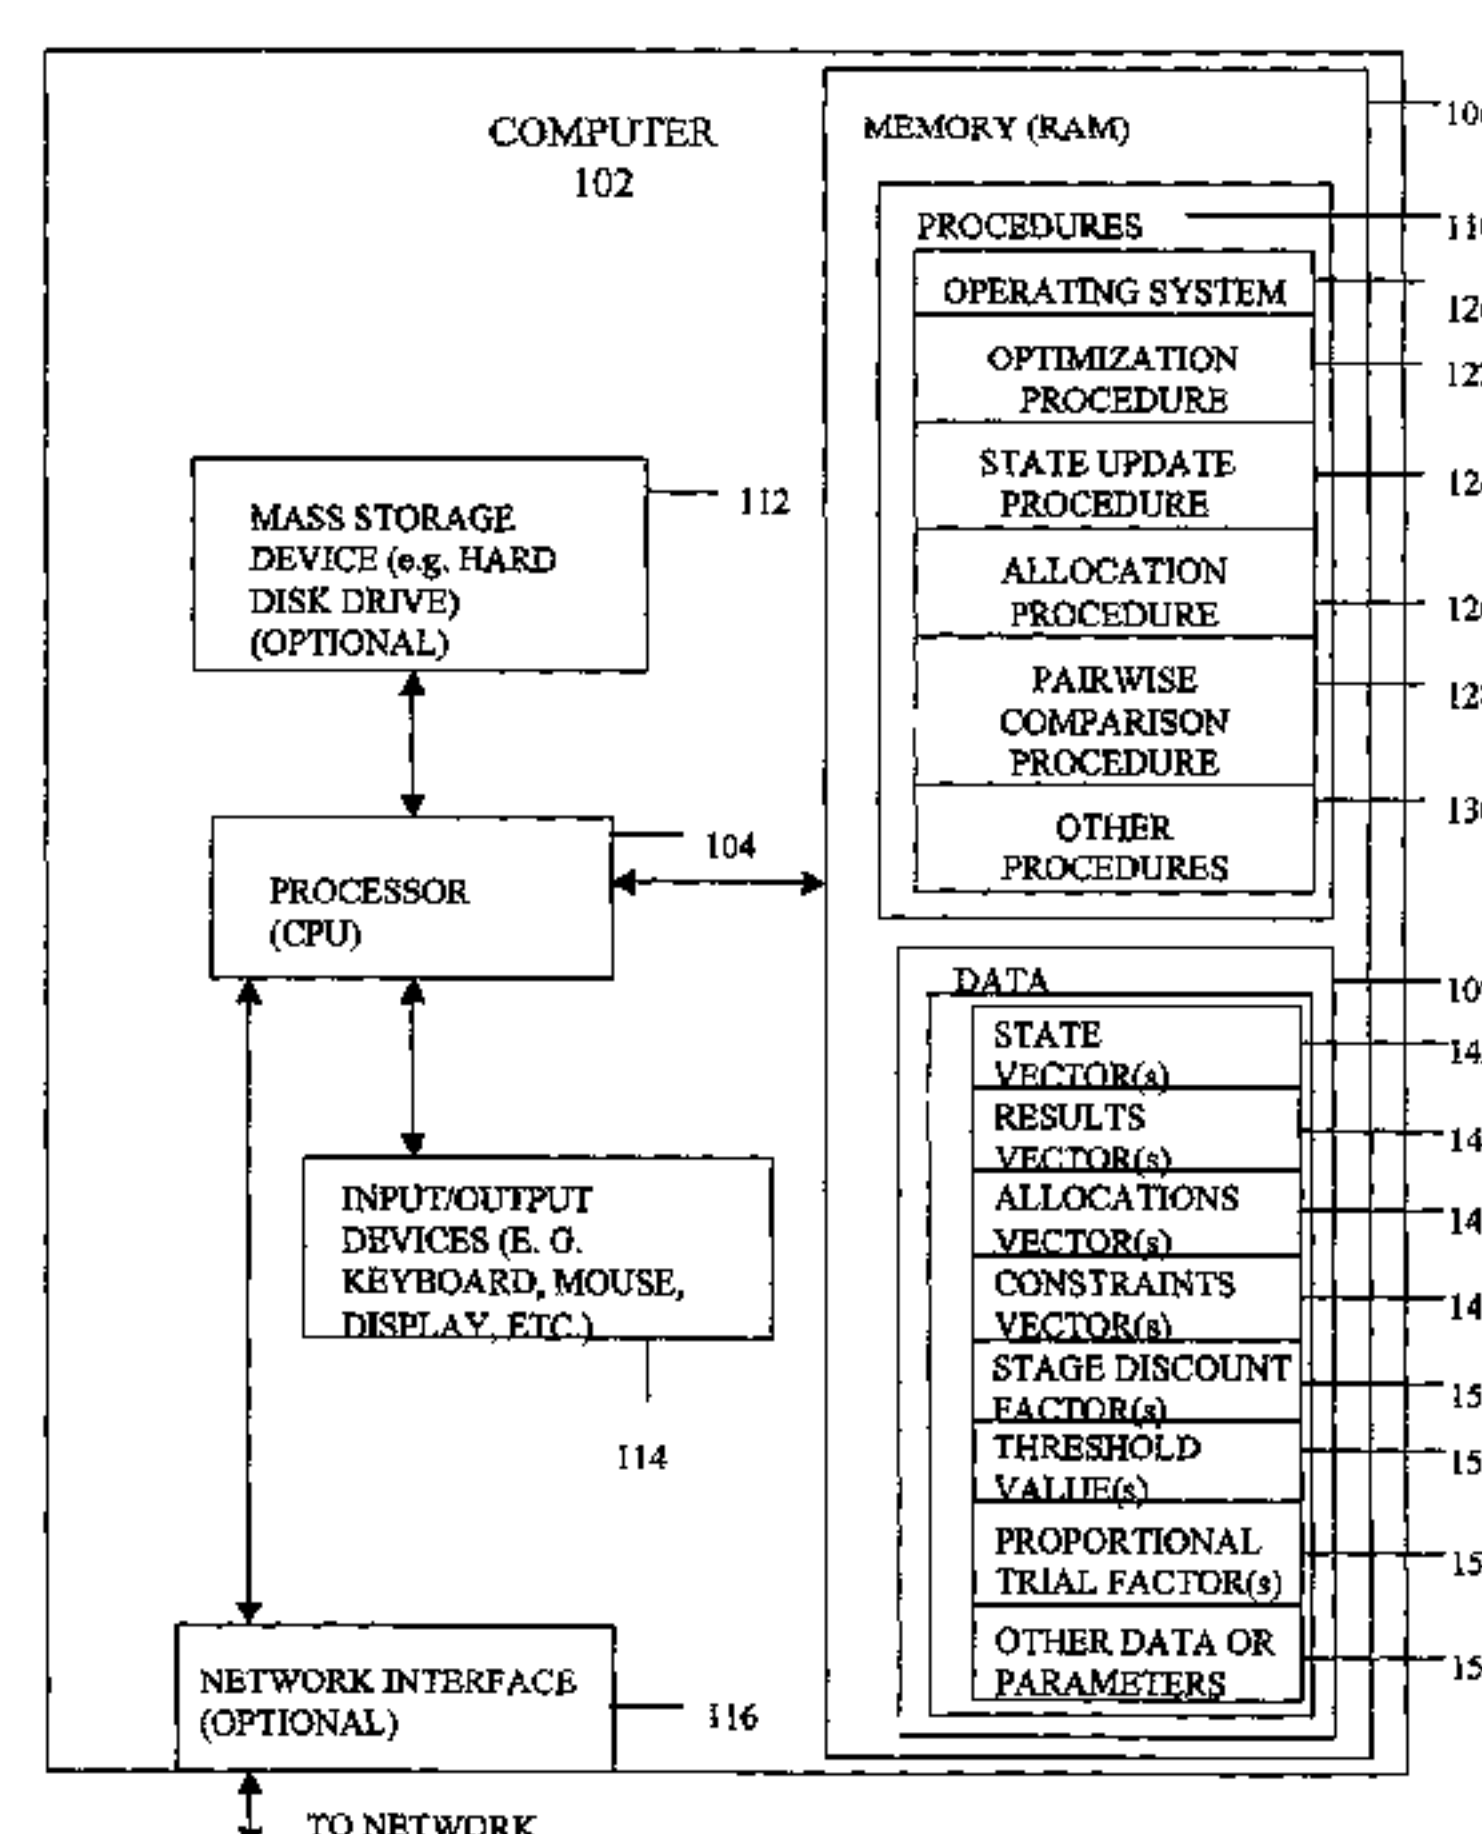 COMPUTER
102
MEMORY (RAM)
PROCEDURES
OPERATING SYSTEM
OPTIMIZATION
PROCEDURE
STATE UPDATE
PROCEDURE
ALLOCATION
PROCEDURE
PAIRWISE
COMPARISON
PROCEDURE
OTHER
PROCEDURES
MASS STORAGE
DEVICE (e.g. HARD
DISK DRIVE)
(OPTIONAL)
112
PROCESSOR
(CPU)
104
INPUT/OUTPUT
DEVICES (E. G.
KEYBOARD, MOUSE,
DISPLAY, ETC.)
114
NETWORK INTERFACE
(OPTIONAL)
116
TO NETWORK
DATA
STATE
VECTOR(s)
RESULTS
VECTOR(s)
ALLOCATIONS
VECTOR(s)
CONSTRAINTS
VECTOR(s)
STAGE DISCOUNT
FACTOR(s)
THRESHOLD
VALUE(s)
PROPORTIONAL
TRIAL FACTOR(s)
OTHER DATA OR
PARAMETERS